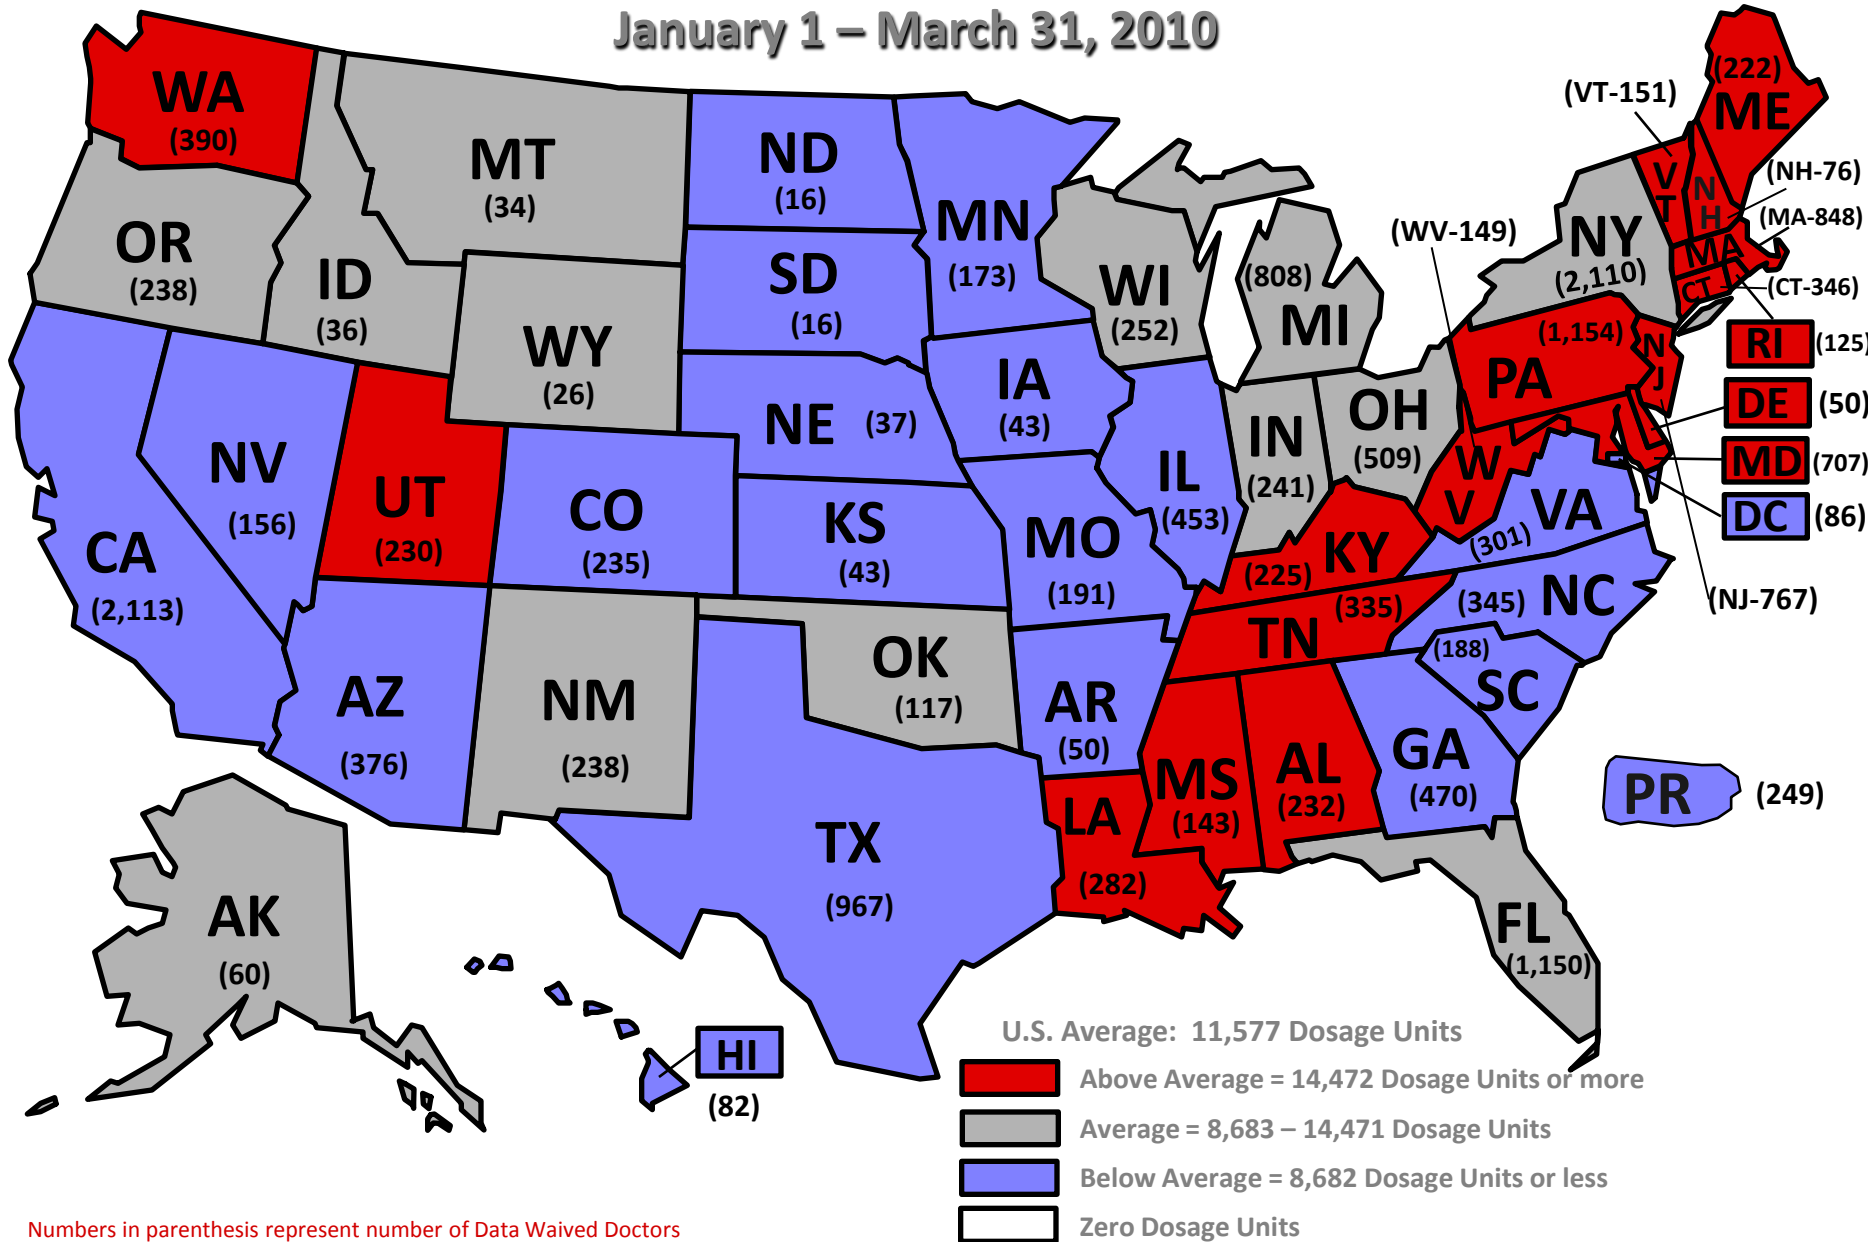 January 1 – March 31, 2010
WA
(390)
OR
(238)
CA
(2,113)
NV
(156)
ID
(36)
MT
(34)
WY
(26)
UT
(230)
CO
(235)
AZ
(376)
NM
(238)
ND
(16)
SD
(16)
NE (37)
KS
(43)
OK
(117)
TX
(967)
MN
(173)
IA
(43)
MO
(191)
AR
(50)
LA
(282)
WI
(252)
IL
(453)
(808)
MI
IN
(241)
OH
(509)
KY
(225)
TN
(335)
MS
(143)
AL
(232)
GA
(470)
FL
(1,150)
(188)
SC
(345) NC
VA
(301)
WV
(WV-149)
(1,154)
PA
NY
(2,110)
VT
(VT-151)
NH
(NH-76)
(222)
ME
MA
(MA-848)
CT
(CT-346)
RI (125)
NJ
(NJ-767)
DE (50)
MD (707)
DC (86)
PR (249)
AK
(60)
HI
(82)
U.S. Average: 11,577 Dosage Units
Above Average = 14,472 Dosage Units or more
Average = 8,683 – 14,471 Dosage Units
Below Average = 8,682 Dosage Units or less
Zero Dosage Units
Numbers in parenthesis represent number of Data Waived Doctors